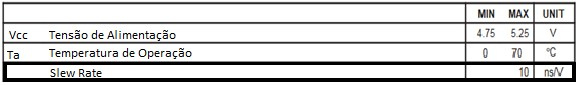 MIN MAX UNIT
Vcc Tensão de Alimentação 4.75 5.25 V
Ta Temperatura de Operação 0 70 °C
Slew Rate 10 ns/V